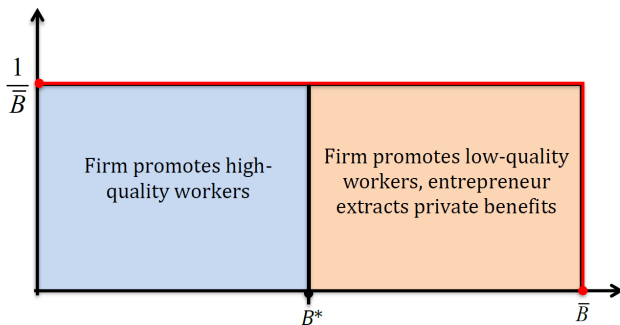 1
B̅
Firm promotes high-
quality workers
Firm promotes low-quality
workers, entrepreneur
extracts private benefits
B*
B̅